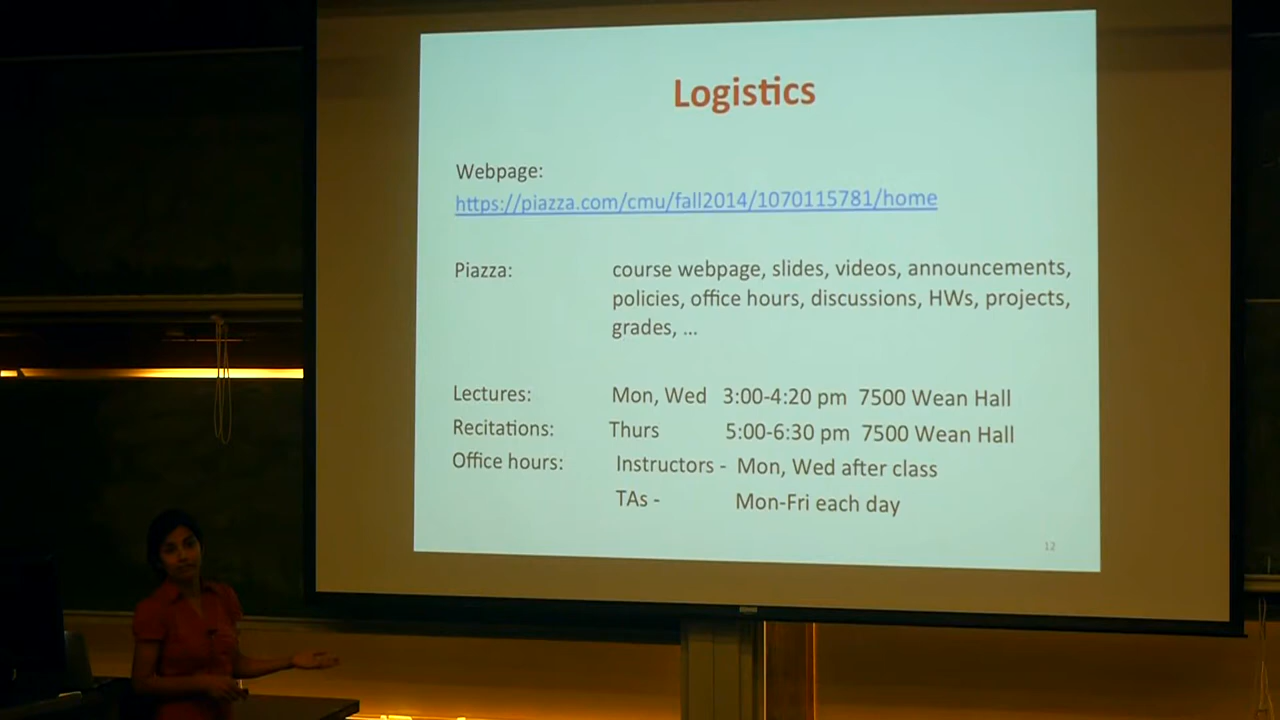 Logistics
Webpage:
https://piazza.com/cmu/fall2014/1070115781/home
Piazza: course webpage, slides, videos, announcements,
policies, office hours, discussions, HWs, projects,
grades, ...
Lectures: Mon, Wed 3:00-4:20 pm 7500 Wean Hall
Recitations: Thurs 5:00-6:30 pm 7500 Wean Hall
Office hours: Instructors - Mon, Wed after class
TAs - Mon-Fri each day
12